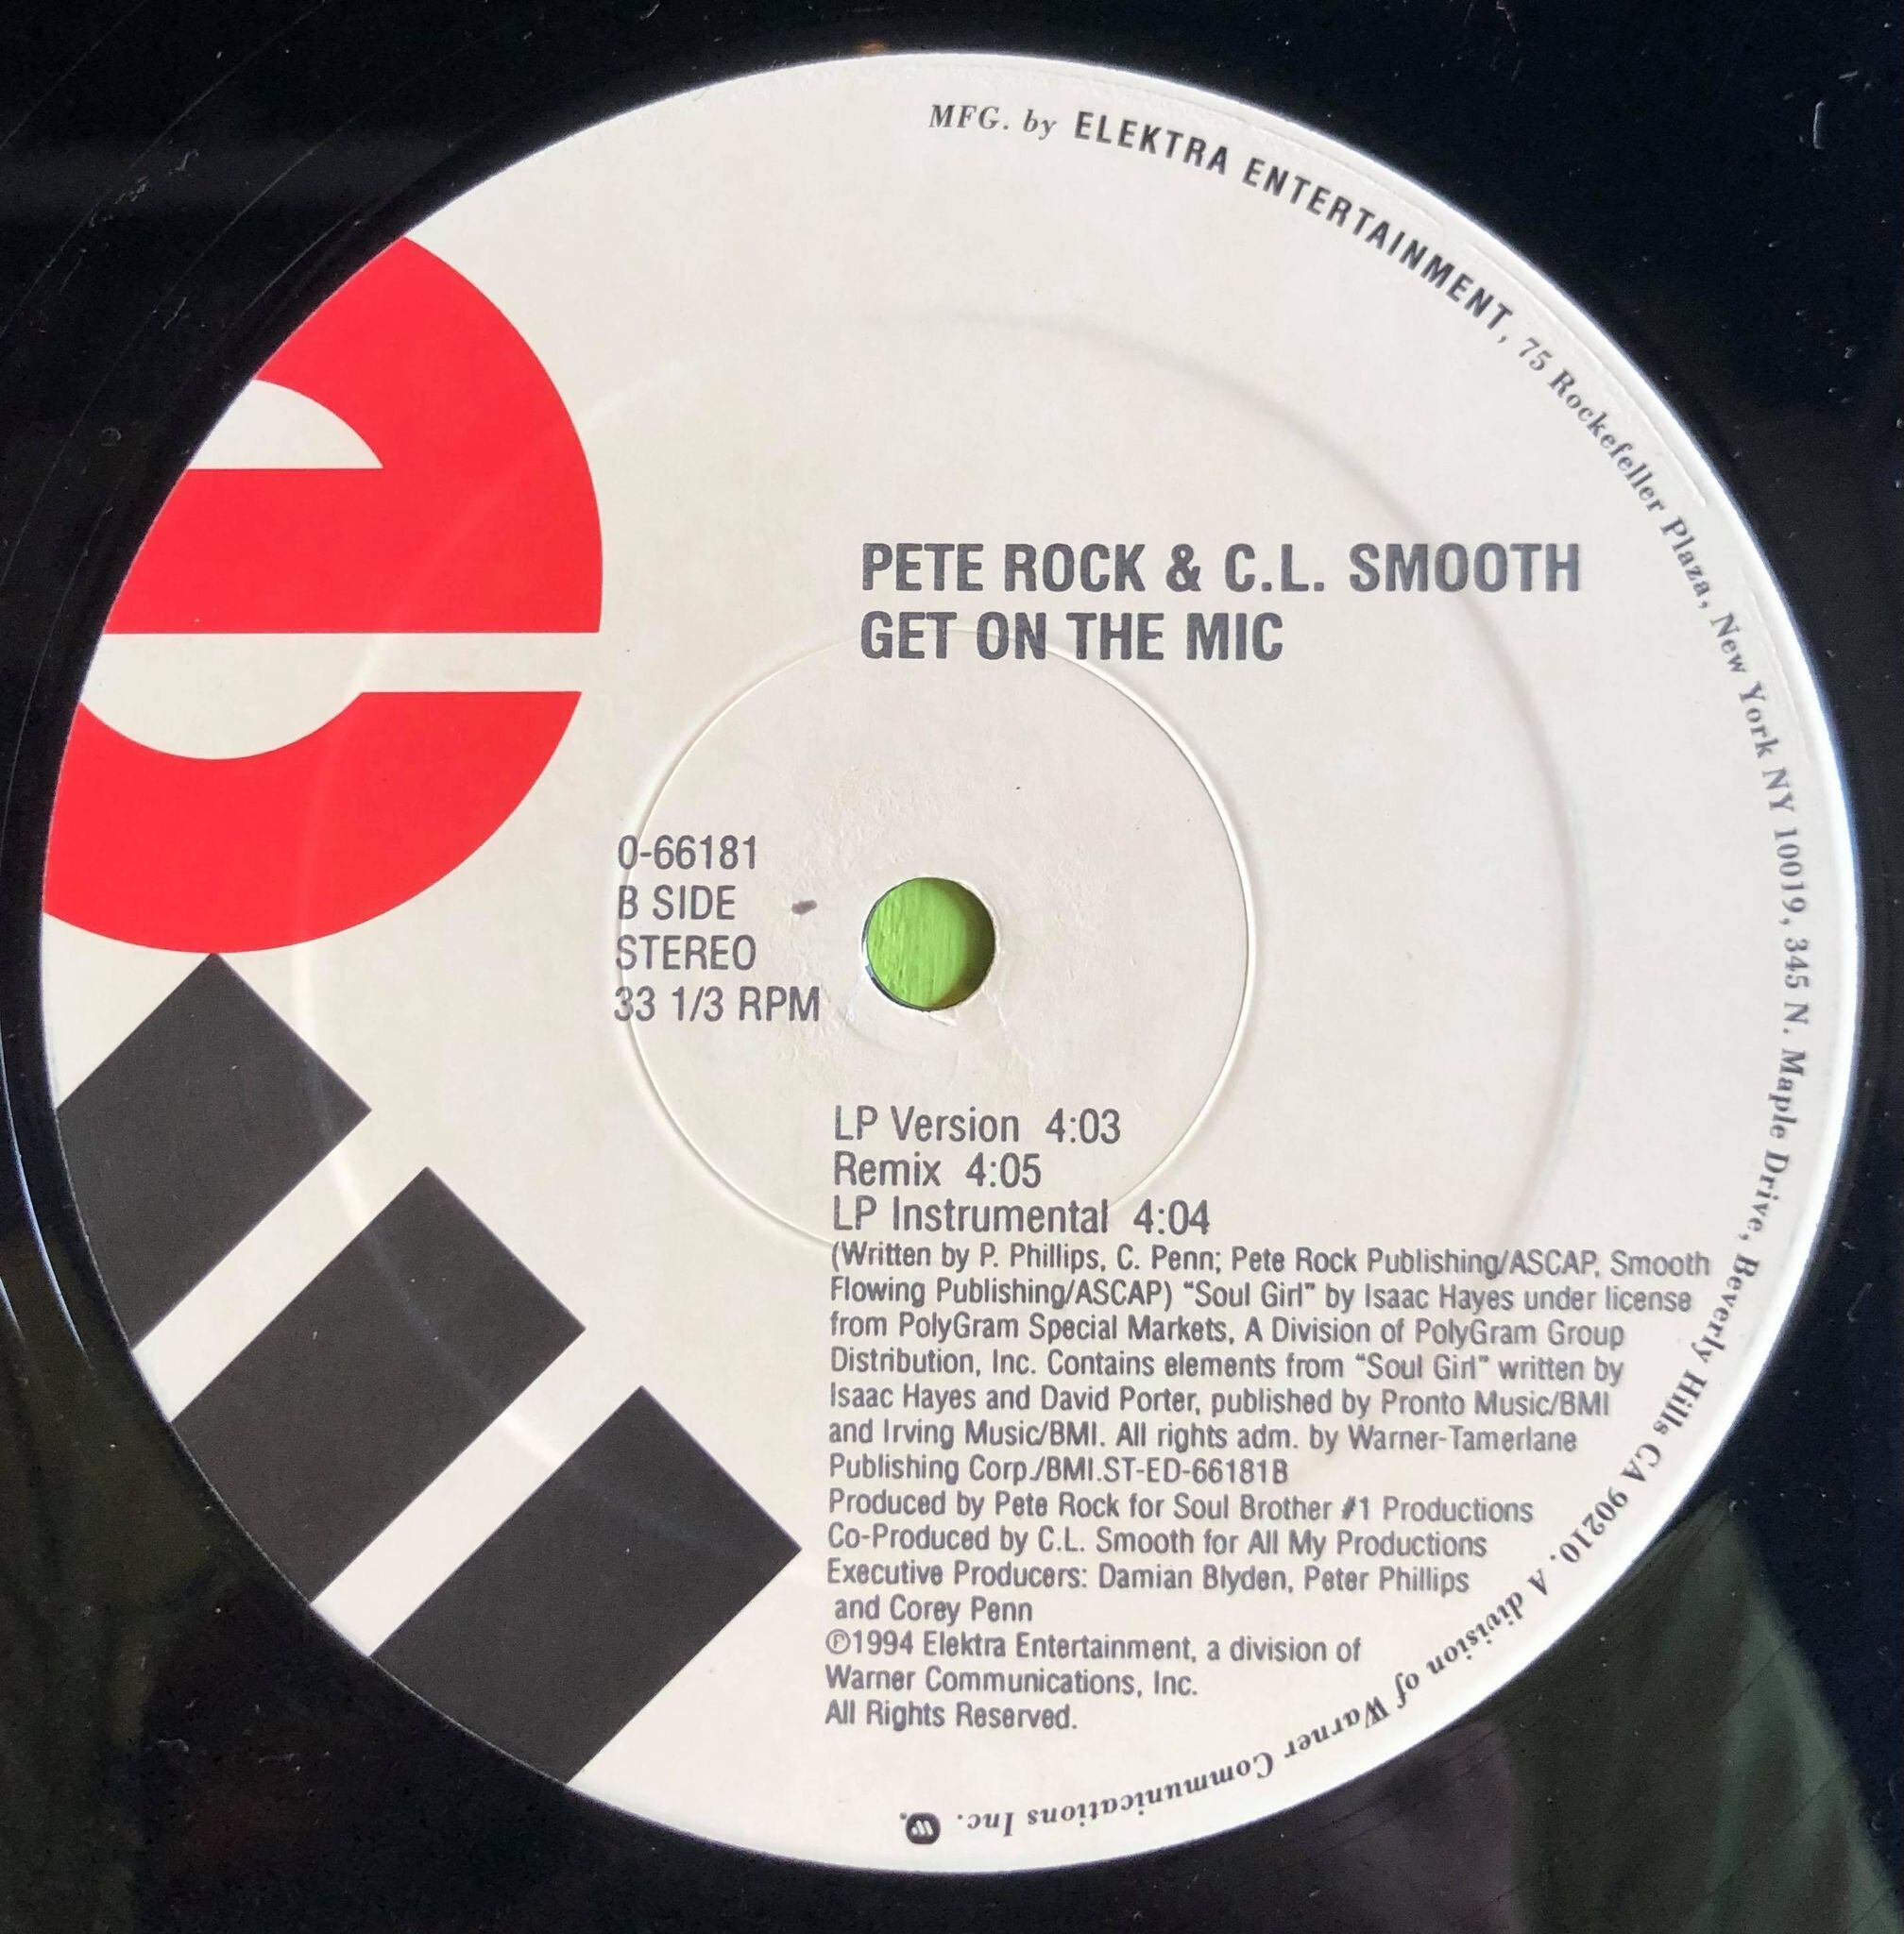 MFG. by ELEKTRA ENTERTAINMENT, 75 Rockefeller Plaza, New York NY 10019, 345 N. Maple Drive, Beverly Hills CA 90210. A division of Warner Communications Inc.
e
PETE ROCK & C.L. SMOOTH
GET ON THE MIC
0-66181
B SIDE
STEREO
33 1/3 RPM
LP Version 4:03
Remix 4:05
LP Instrumental 4:04
(Written by P. Phillips, C. Penn; Pete Rock Publishing/ASCAP, Smooth
Flowing Publishing/ASCAP) “Soul Girl” by Isaac Hayes under license
from PolyGram Special Markets, A Division of PolyGram Group
Distribution, Inc. Contains elements from “Soul Girl” written by
Isaac Hayes and David Porter, published by Pronto Music/BMI
and Irving Music/BMI. All rights adm. by Warner-Tamerlane
Publishing Corp./BMI.ST-ED-66181B
Produced by Pete Rock for Soul Brother #1 Productions
Co-Produced by C.L. Smooth for All My Productions
Executive Producers: Damian Blyden, Peter Phillips
and Corey Penn
℗1994 Elektra Entertainment, a division of
Warner Communications, Inc.
All Rights Reserved.